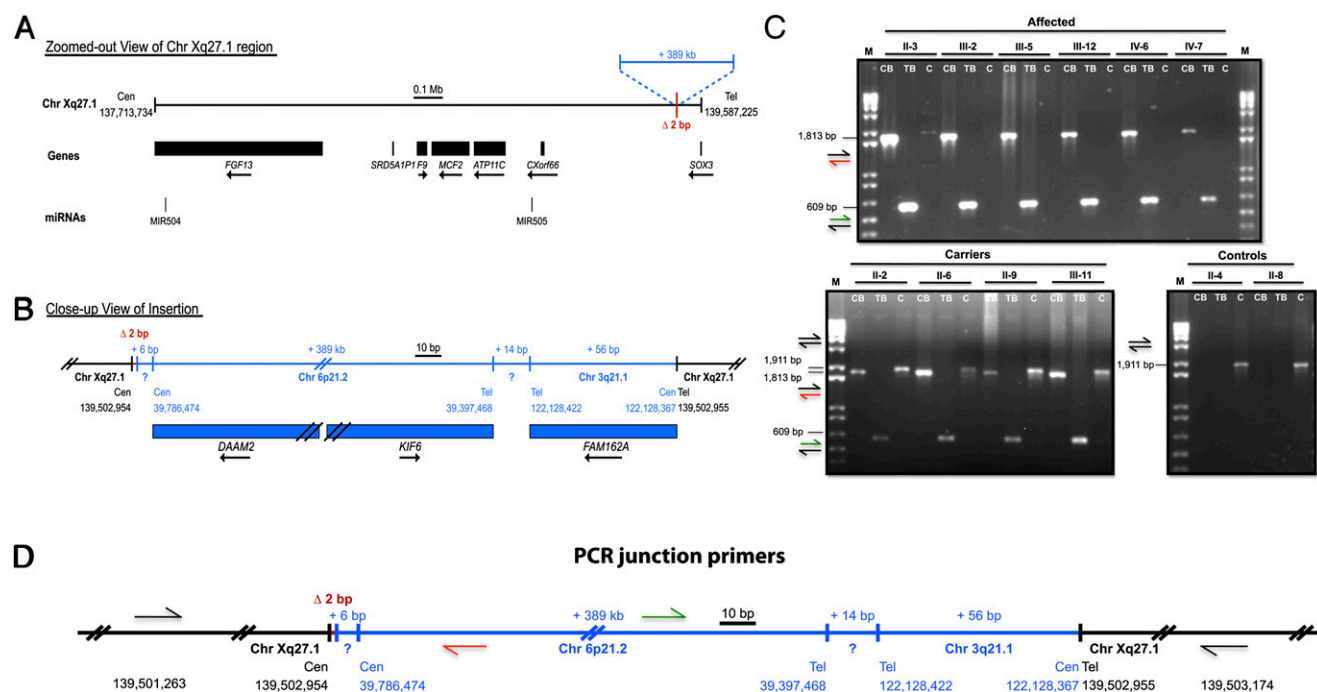 A
Zoomed-out View of Chr Xq27.1 region
+ 389 kb
Cen
0.1 Mb
Tel
Chr Xq27.1
137,713,734
139,587,225
Δ 2 bp
Genes
FGF13
SRD5A1P1
F9
MCF2
ATP11C
CXorf66
SOX3
miRNAs
MIR504
MIR505
B
Close-up View of Insertion
Δ 2 bp
+ 6 bp
+ 389 kb
10 bp
+ 14 bp
+ 56 bp
Chr Xq27.1
?
Chr 6p21.2
?
Chr 3q21.1
Chr Xq27.1
Cen
Cen
Tel
Tel
Cen
Tel
139,502,954
39,786,474
39,397,468
122,128,422
122,128,367
139,502,955
DAAM2
KIF6
FAM162A
C
Affected
M
II-3
III-2
III-5
III-12
IV-6
IV-7
M
CB TB C CB TB C CB TB C CB TB C CB TB C CB TB C
1,813 bp
609 bp
Carriers
M
II-2
II-6
II-9
III-11
CB TB C CB TB C CB TB C CB TB C
1,911 bp
1,813 bp
609 bp
Controls
M
II-4
II-8
CB TB C CB TB C
1,911 bp
D
PCR junction primers
Δ 2 bp
+ 6 bp
+ 389 kb
10 bp
+ 14 bp
+ 56 bp
Chr Xq27.1
?
Chr 6p21.2
?
Chr 3q21.1
Chr Xq27.1
Cen
Cen
Tel
Tel
Cen
Tel
139,501,263
139,502,954
39,786,474
39,397,468
122,128,422
122,128,367
139,502,955
139,503,174